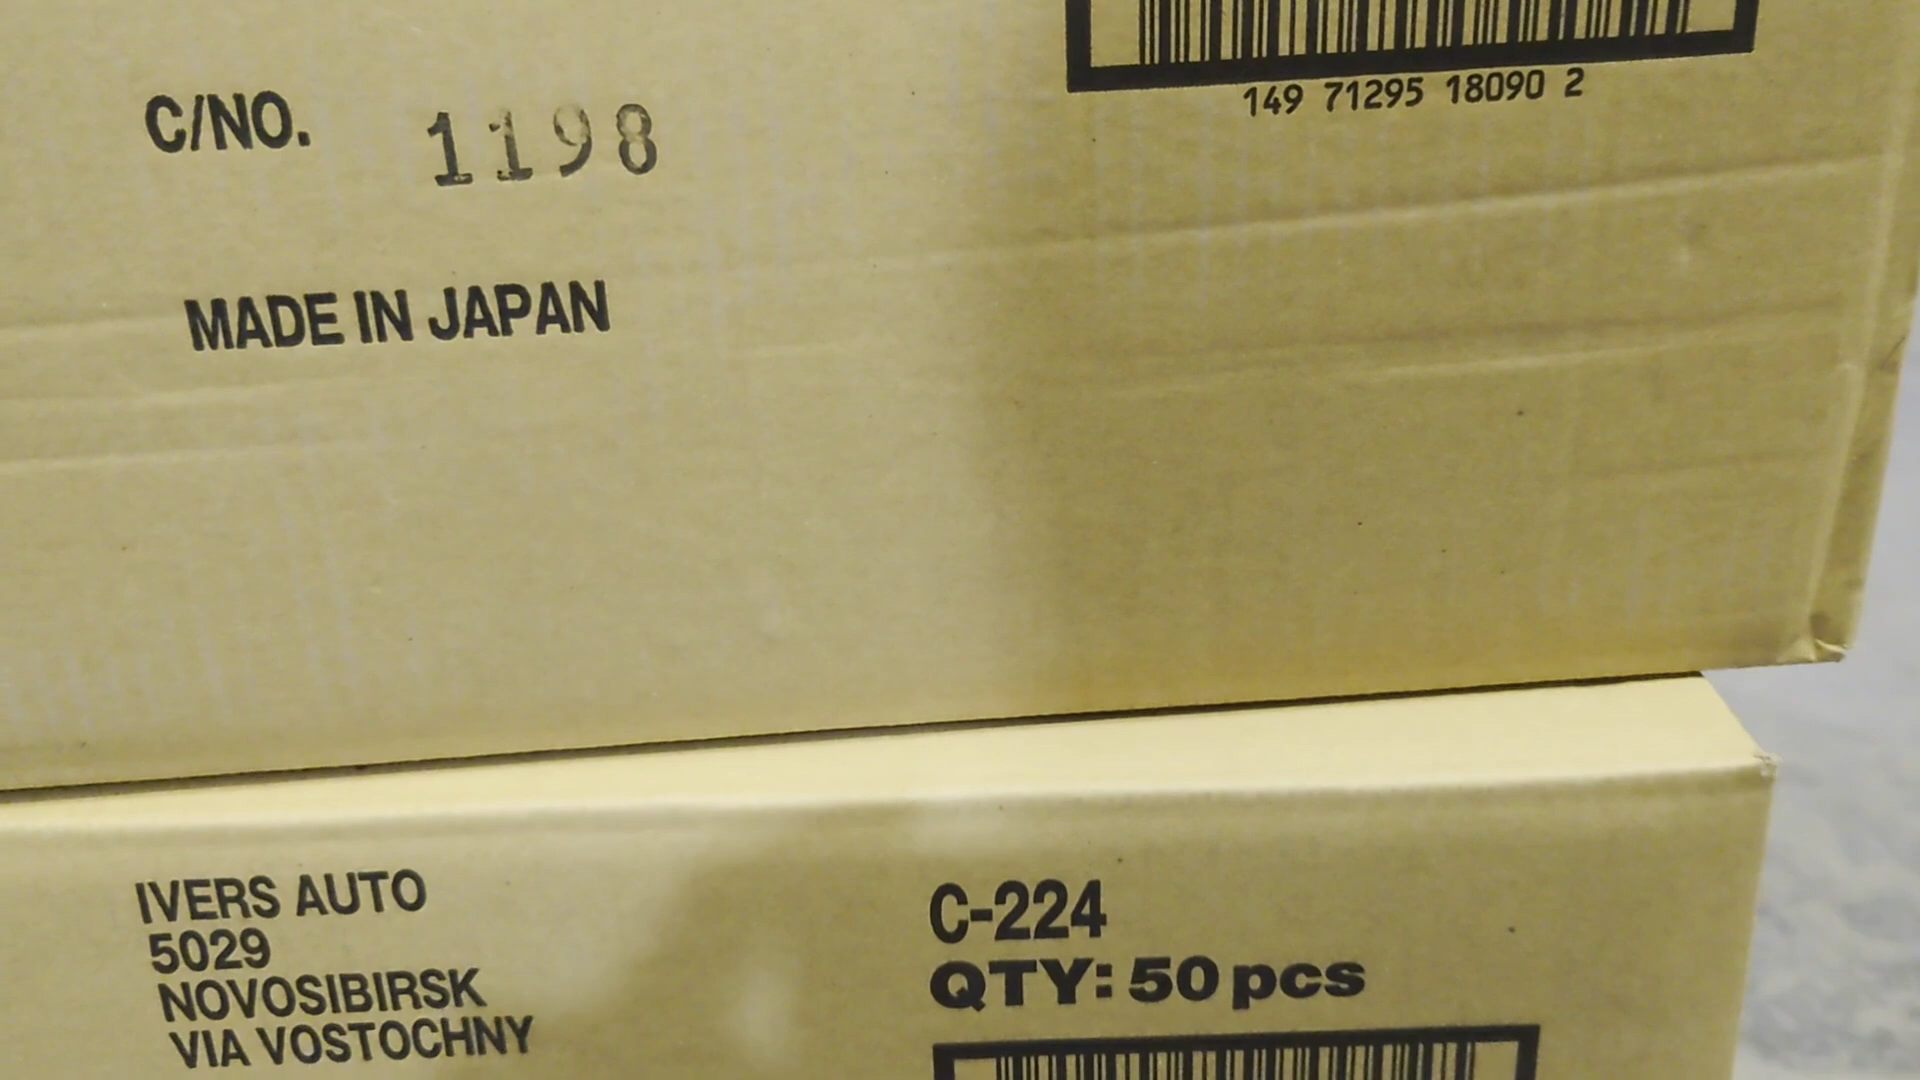 C/NO. 1198
149 71295 18090 2
MADE IN JAPAN
IVERS AUTO
5029
NOVOSIBIRSK
VIA VOSTOCHNY
C-224
QTY: 50 pcs